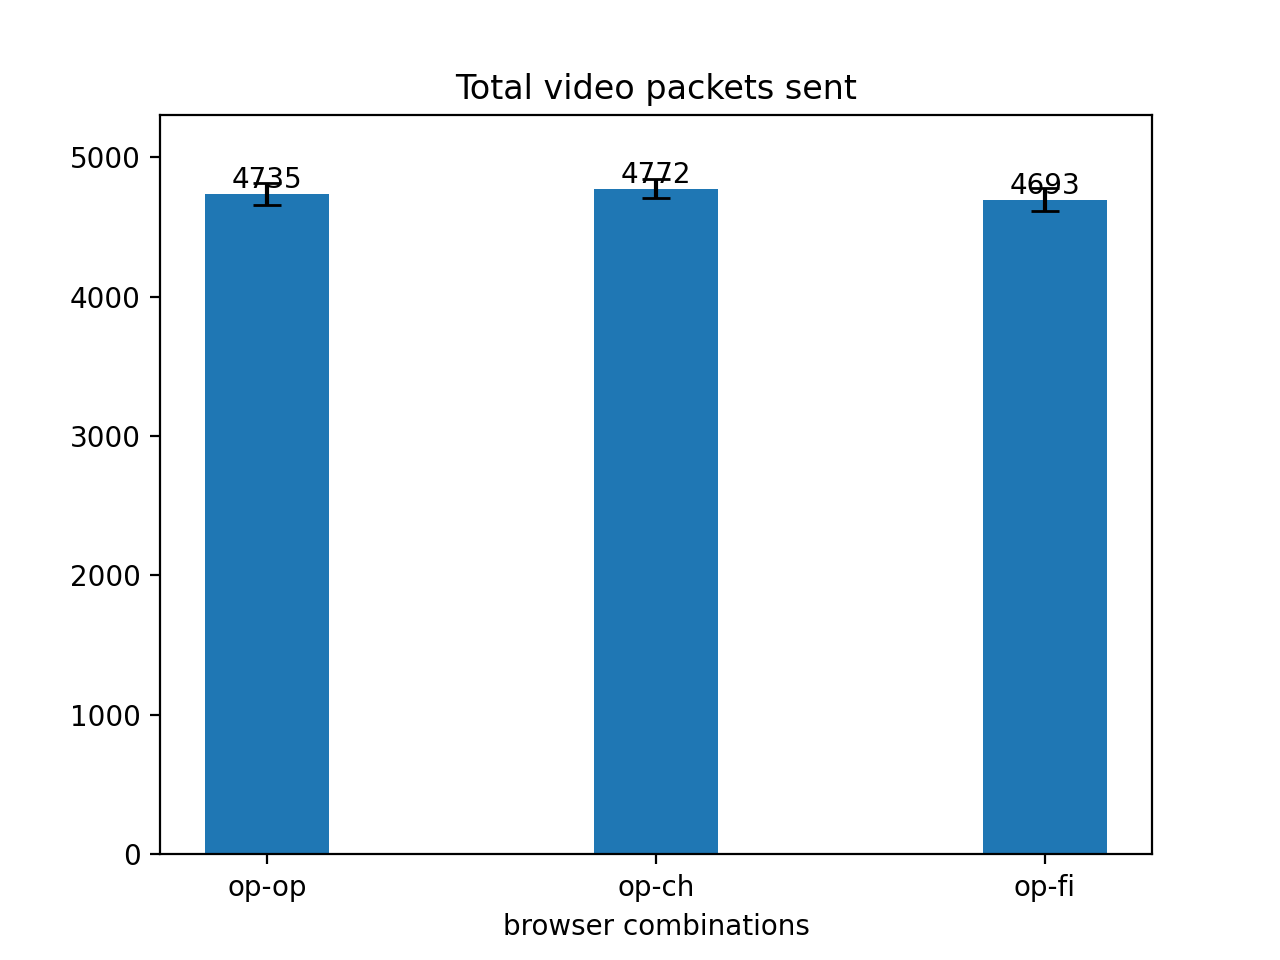 Total video packets sent
5000
4000
3000
2000
1000
0
4735
4772
4693
op-op
op-ch
op-fi
browser combinations